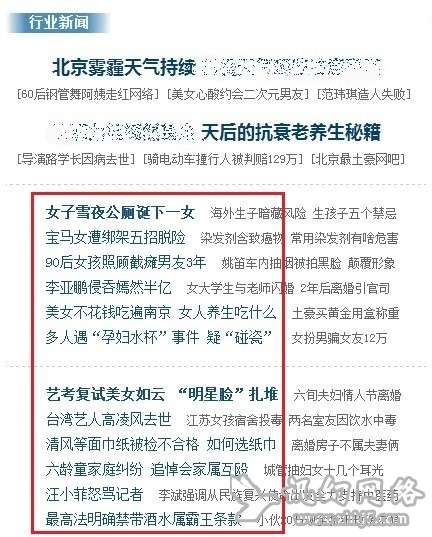 行业新闻
北京雾霾天气持续
[60后钢管舞阿姨走红网络] [美女心酸约会二次元男友] [范玮琪造人失败]
天后的抗衰老养生秘籍
[导演路学长因病去世] [骑电动车撞行人被判赔129万] [北京最土豪网吧]
女子雪夜公厕诞下一女 海外生子暗藏风险 生孩子五个禁忌
宝马女遭绑架五招脱险 染发剂含致癌物 常用染发剂有啥危害
90后女孩照顾截瘫男友3年 姚笛车内抽烟被拍黑脸 颠覆形象
李亚鹏侵吞嫣然半亿 女大学生与老师闪婚 2年后离婚引官司
美女不花钱吃遍南京 女人养生吃什么 土豪买黄金用盒称重
多人遇“孕妇水杯”事件 疑“碰瓷” 女扮男骗女友12万
艺考复试美女如云 “明星脸”扎堆 六旬夫妇情人节离婚
台湾艺人高凌风去世 江苏女孩宿舍投毒 两名室友因饮水中毒
清风等面巾纸被检不合格 如何选纸巾 离婚房子不属夫妻俩
六龄童家庭纠纷 追悼会家属互殴 城管抽妇女十几个耳光
汪小菲怒骂记者 李斌强调从民族复兴
最高法明确禁带酒水属霸王条款 小伙20